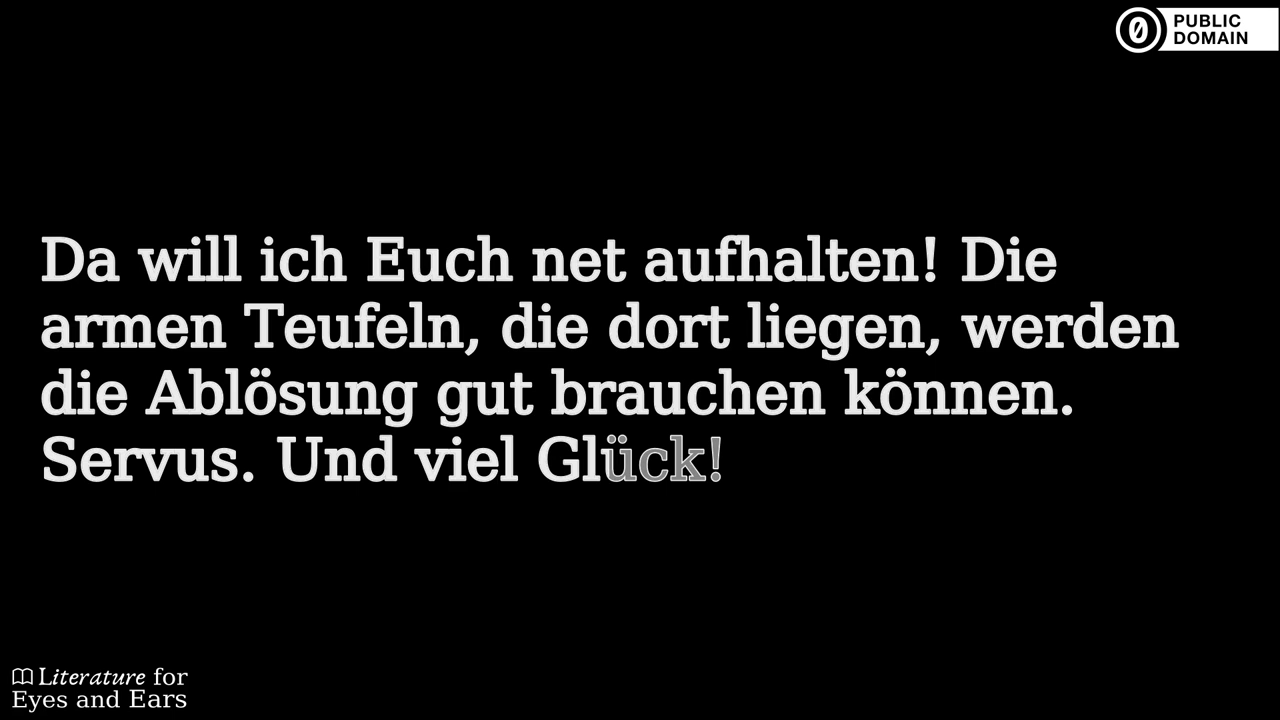 PUBLIC
DOMAIN
Da will ich Euch net aufhalten! Die
armen Teufeln, die dort liegen, werden
die Ablösung gut brauchen können.
Servus. Und viel Glück!
Literature for
Eyes and Ears